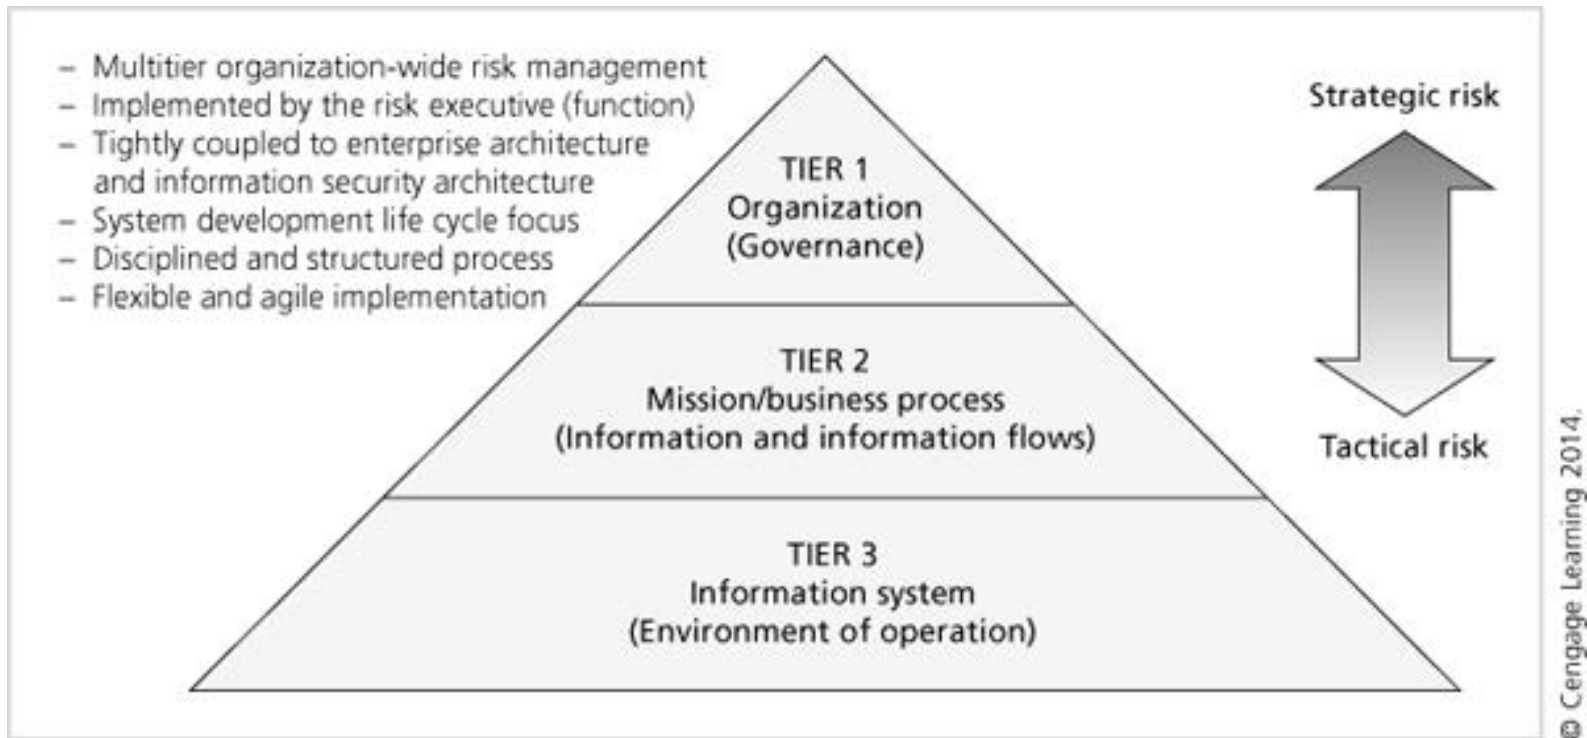 – Multitier organization-wide risk management
– Implemented by the risk executive (function)
– Tightly coupled to enterprise architecture
and information security architecture
– System development life cycle focus
– Disciplined and structured process
– Flexible and agile implementation
TIER 1
Organization
(Governance)
TIER 2
Mission/business process
(Information and information flows)
TIER 3
Information system
(Environment of operation)
Strategic risk
Tactical risk
© Cengage Learning 2014.